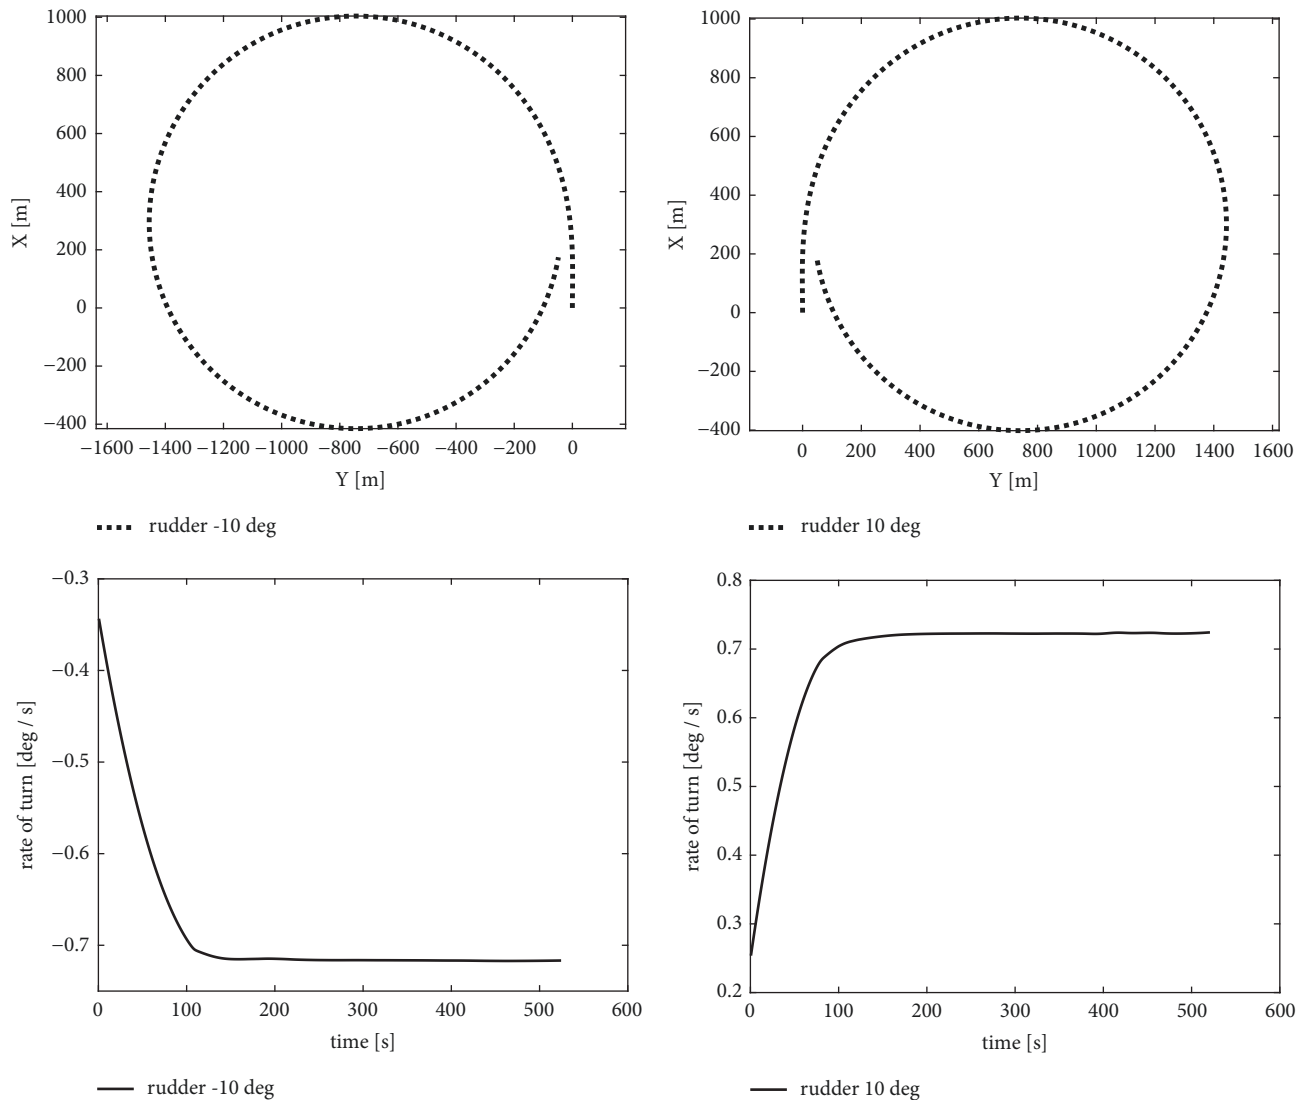 1000
800
600
400
200
0
−200
−400
X [m]
−1600 −1400 −1200 −1000 −800 −600 −400 −200 0
Y [m]
rudder -10 deg
1000
800
600
400
200
0
−200
−400
X [m]
0 200 400 600 800 1000 1200 1400 1600
Y [m]
rudder 10 deg
−0.3
−0.4
−0.5
−0.6
−0.7
rate of turn [deg / s]
0 100 200 300 400 500 600
time [s]
rudder -10 deg
0.8
0.7
0.6
0.5
0.4
0.3
0.2
rate of turn [deg / s]
0 100 200 300 400 500 600
time [s]
rudder 10 deg